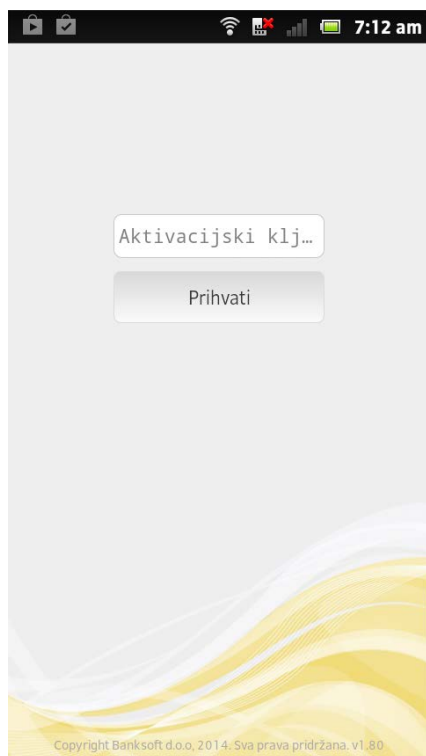 7:12 am
Aktivacijski klj…
Prihvati
Copyright Banksoft d.o.o, 2014. Sva prava pridržana. v1.80